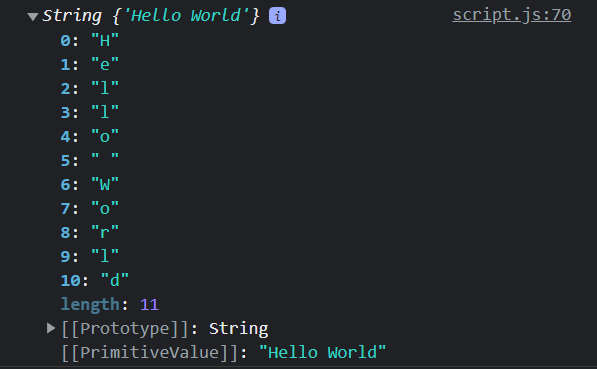 ▼String {'Hello World'} i script.js:70
0: "H"
1: "e"
2: "l"
3: "l"
4: "o"
5: " "
6: "W"
7: "o"
8: "r"
9: "l"
10: "d"
length: 11
▶[[Prototype]]: String
[[PrimitiveValue]]: "Hello World"